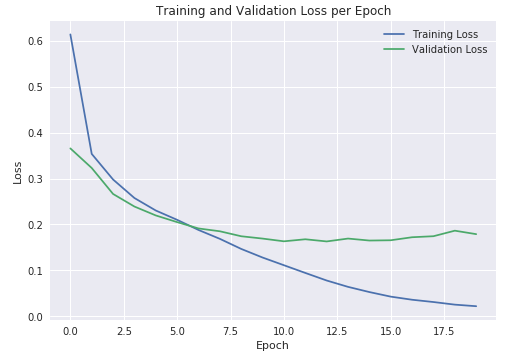 Training and Validation Loss per Epoch
Training Loss
Validation Loss
0.6
0.5
0.4
0.3
0.2
0.1
0.0
Loss
0.0 2.5 5.0 7.5 10.0 12.5 15.0 17.5
Epoch